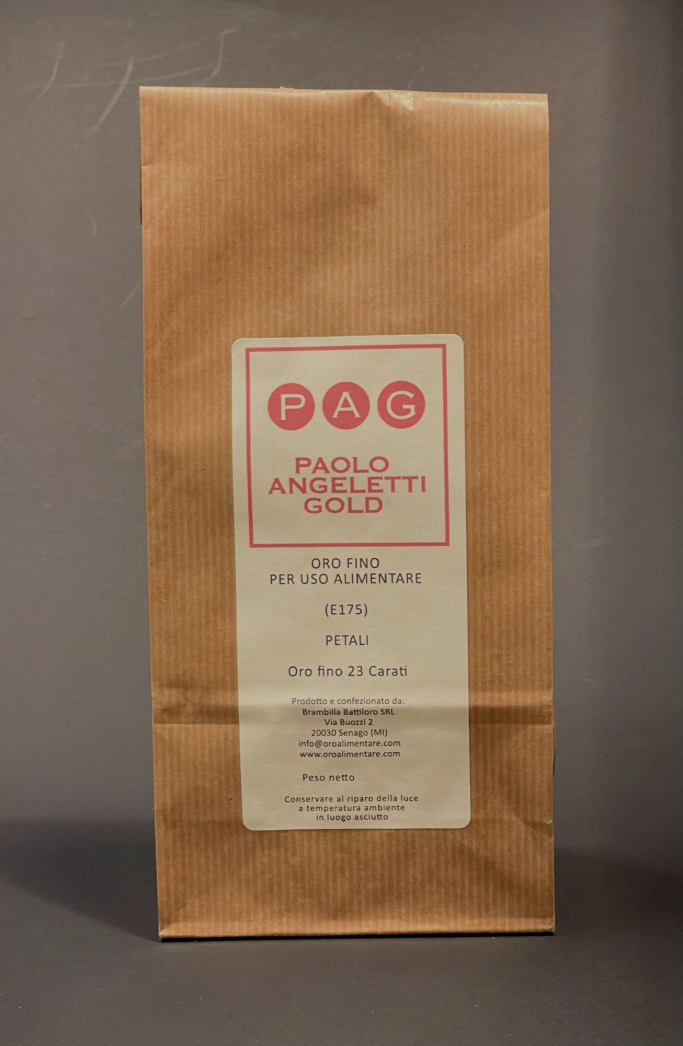 PAG
PAOLO
ANGELETTI
GOLD
ORO FINO
PER USO ALIMENTARE
(E175)
PETALI
Oro fino 23 Carati
Prodotto e confezionato da:
Brambilla Battiloro SRL
Via Buozzi 2
20030 Senago (MI)
info@oroalimentare.com
www.oroalimentare.com
Peso netto
Conservare al riparo della luce
a temperatura ambiente
in luogo asciutto